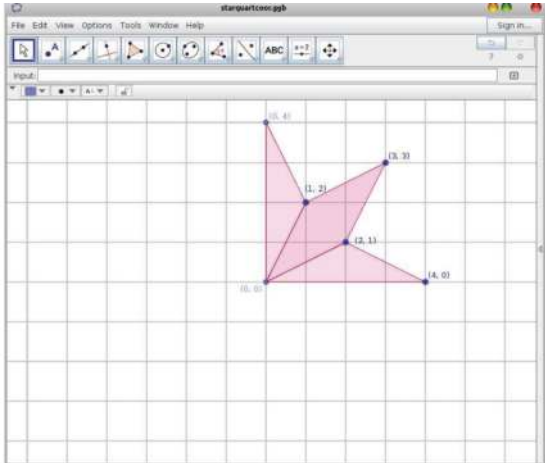 starquartcoor.ggb
File Edit View Options Tools Window Help
Sign in...
A
ABC
a=2
Input:
(0, 4)
(3, 3)
(1, 2)
(2, 1)
(4, 0)
(0, 0)